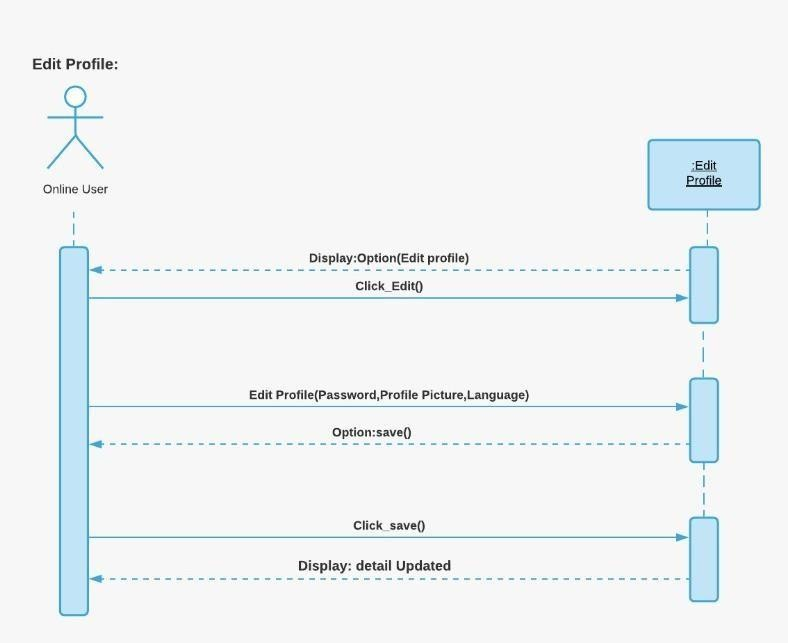 Edit Profile:
Online User
:Edit
Profile
Display:Option(Edit profile)
Click_Edit()
Edit Profile(Password,Profile Picture,Language)
Option:save()
Click_save()
Display: detail Updated